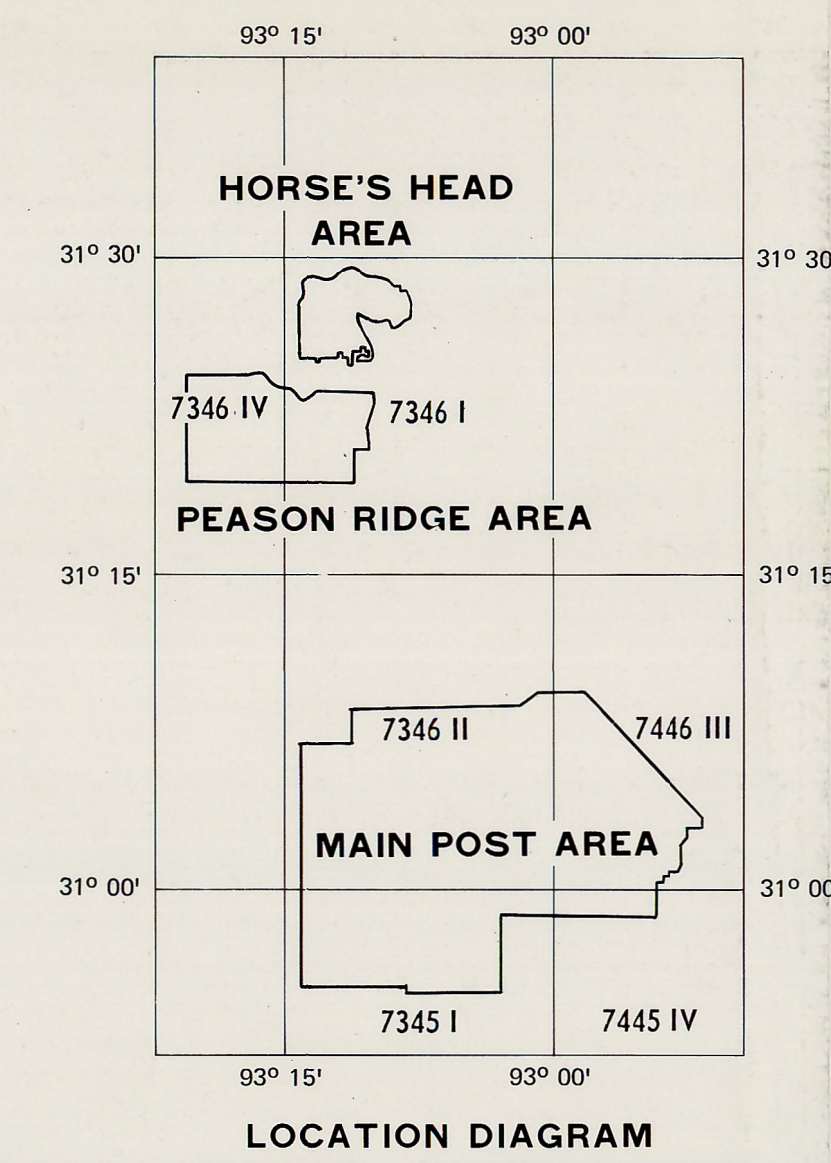 93° 15' 93° 00'
HORSE'S HEAD
AREA
31° 30' 31° 30
7346 IV 7346 I
PEASON RIDGE AREA
31° 15' 31° 15
7346 II 7446 III
MAIN POST AREA
31° 00' 31° 00
7345 I 7445 IV
93° 15' 93° 00'
LOCATION DIAGRAM